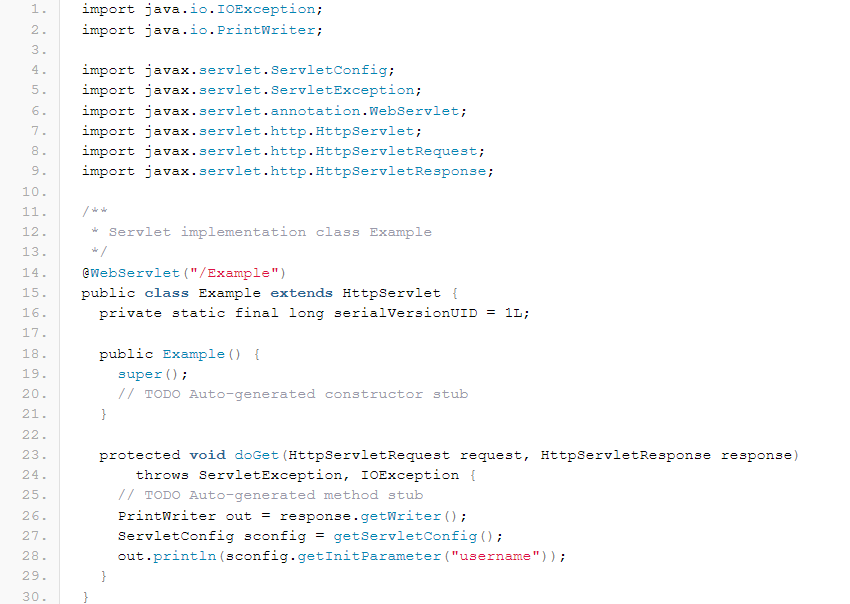 1. import java.io.IOException;
2. import java.io.PrintWriter;
3.
4. import javax.servlet.ServletConfig;
5. import javax.servlet.ServletException;
6. import javax.servlet.annotation.WebServlet;
7. import javax.servlet.http.HttpServlet;
8. import javax.servlet.http.HttpServletRequest;
9. import javax.servlet.http.HttpServletResponse;
10.
11. /**
12.  * Servlet implementation class Example
13.  */
14. @WebServlet("/Example")
15. public class Example extends HttpServlet {
16.   private static final long serialVersionUID = 1L;
17.
18.   public Example() {
19.     super();
20.     // TODO Auto-generated constructor stub
21.   }
22.
23.   protected void doGet(HttpServletRequest request, HttpServletResponse response)
24.       throws ServletException, IOException {
25.     // TODO Auto-generated method stub
26.     PrintWriter out = response.getWriter();
27.     ServletConfig sconfig = getServletConfig();
28.     out.println(sconfig.getInitParameter("username"));
29.   }
30. }